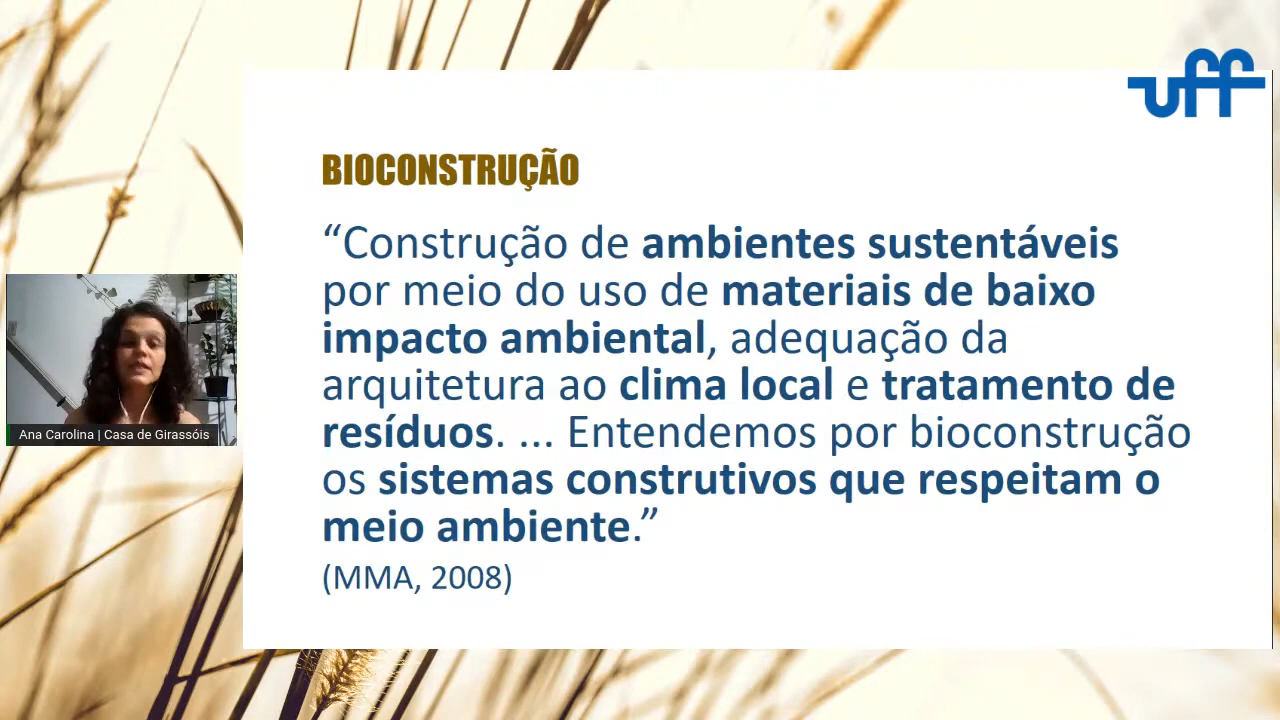 uff
BIOCONSTRUÇÃO
“Construção de ambientes sustentáveis
por meio do uso de materiais de baixo
impacto ambiental, adequação da
arquitetura ao clima local e tratamento de
resíduos. ... Entendemos por bioconstrução
os sistemas construtivos que respeitam o
meio ambiente.”
(MMA, 2008)
Ana Carolina | Casa de Girassóis